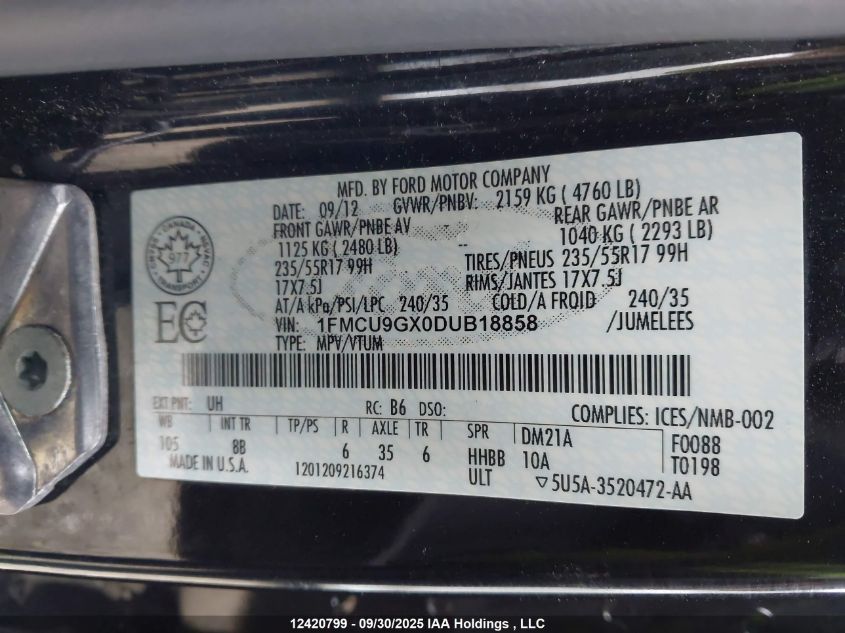 MFD. BY FORD MOTOR COMPANY
DATE: 09/12 GVWR/PNBV: 2159 KG ( 4760 LB)
FRONT GAWR/PNBE AV REAR GAWR/PNBE AR
1125 KG ( 2480 LB) -- 1040 KG ( 2293 LB)
235/55R17 99H TIRES/PNEUS 235/55R17 99H
17X7.5J RIMS/JANTES 17X7.5J
AT/A kPa/PSI/LPC 240/35 COLD/A FROID 240/35
VIN: 1FMCU9GX0DUB18858 /JUMELEES
TYPE: MPV/VTUM
CANADA
977
TRANSPORT
EC
EXT PNT: UH RC: B6 DSO: COMPLIES: ICES/NMB-002
WB INT TR TP/PS R AXLE TR SPR DM21A F0088
105 8B 6 35 6 HHBB 10A T0198
MADE IN U.S.A. 1201209216374 ULT ▽5U5A-3520472-AA
12420799 - 09/30/2025 IAA Holdings , LLC